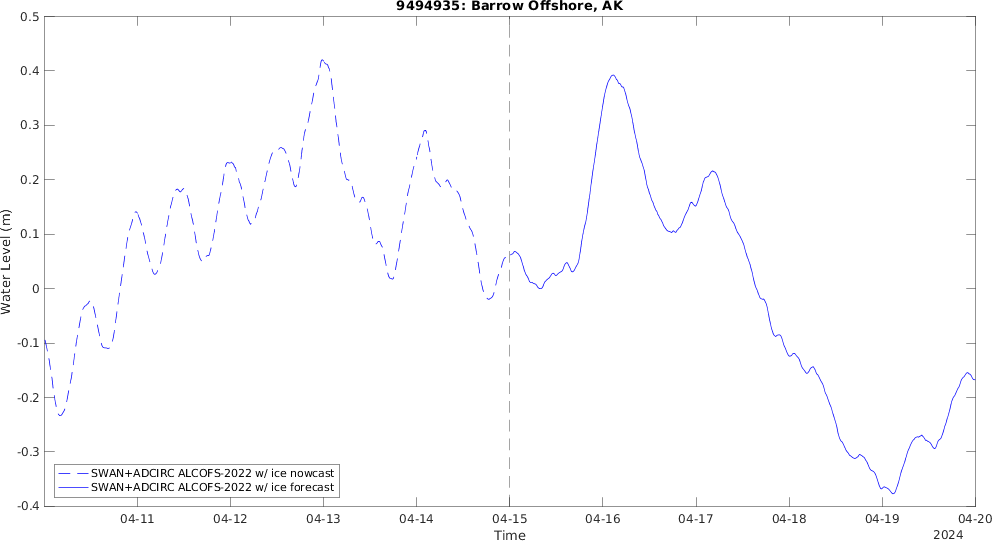 9494935: Barrow Offshore, AK
Water Level (m)
0.5
0.4
0.3
0.2
0.1
0
-0.1
-0.2
-0.3
-0.4
SWAN+ADCIRC ALCOFS-2022 w/ ice nowcast
SWAN+ADCIRC ALCOFS-2022 w/ ice forecast
04-11 04-12 04-13 04-14 04-15 04-16 04-17 04-18 04-19 04-20
Time
2024